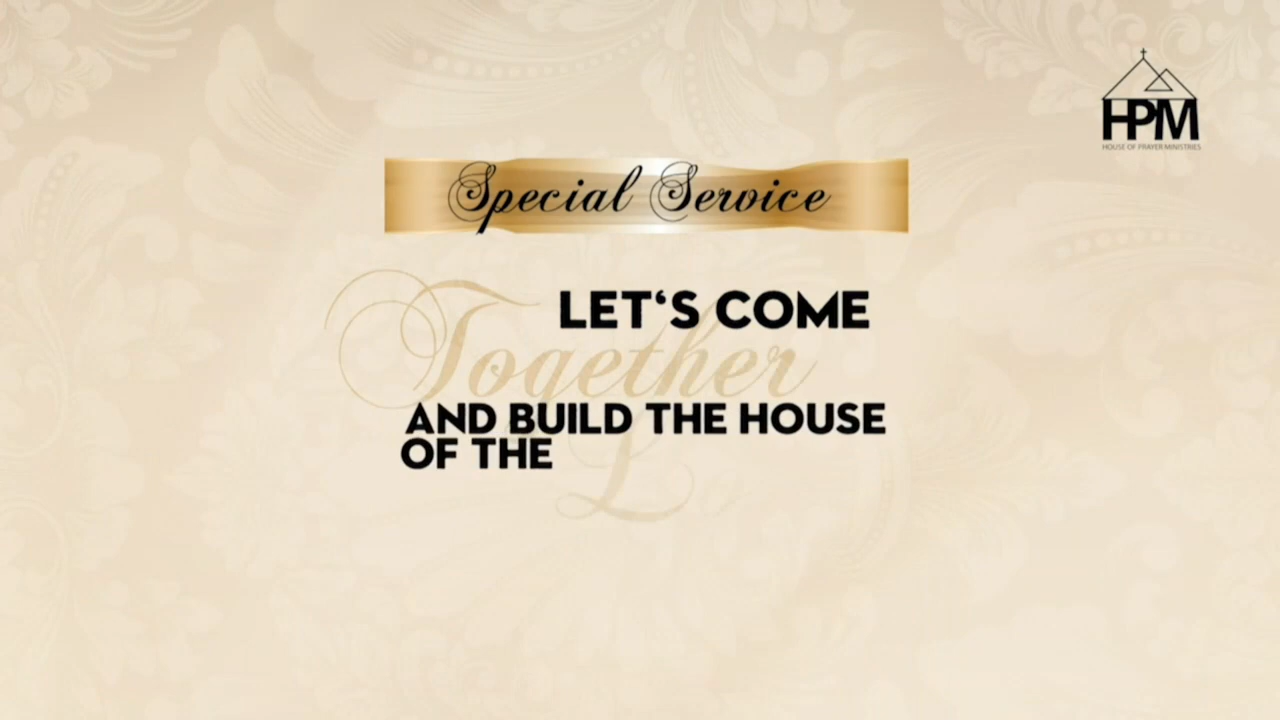 HPM
HOUSE OF PRAYER MINISTRIES
Special Service
LET‘S COME
Together
AND BUILD THE HOUSE
OF THE
L